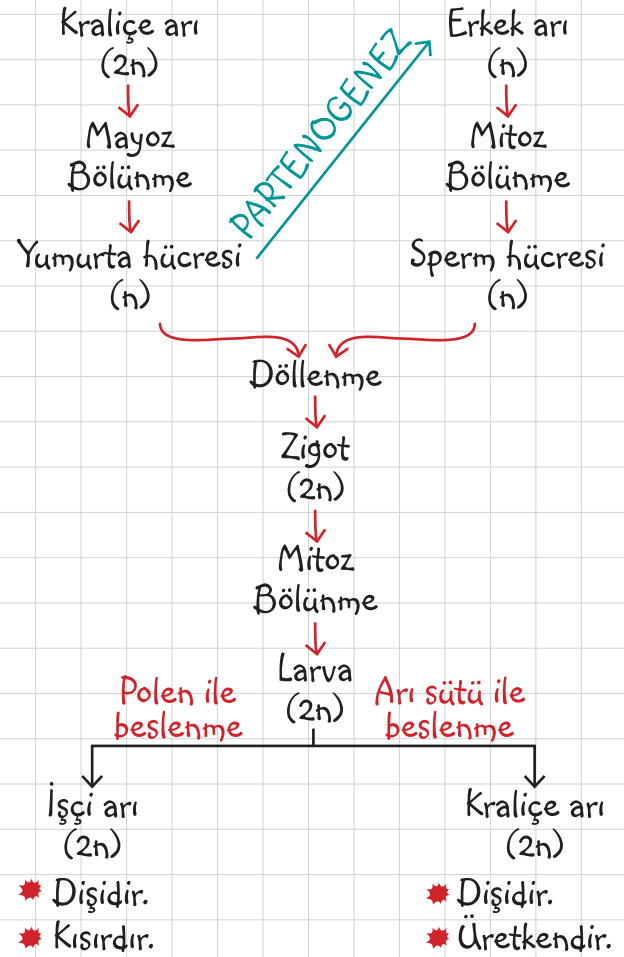 Kraliçe arı
(2n)
Mayoz
Bölünme
Yumurta hücresi
(n)
PARTENOGENEZ
Erkek arı
(n)
Mitoz
Bölünme
Sperm hücresi
(n)
Döllenme
Zigot
(2n)
Mitoz
Bölünme
Larva
(2n)
Polen ile
beslenme
Arı sütü ile
beslenme
İşçi arı
(2n)
Dişidir.
Kısırdır.
Kraliçe arı
(2n)
Dişidir.
Üretkendir.